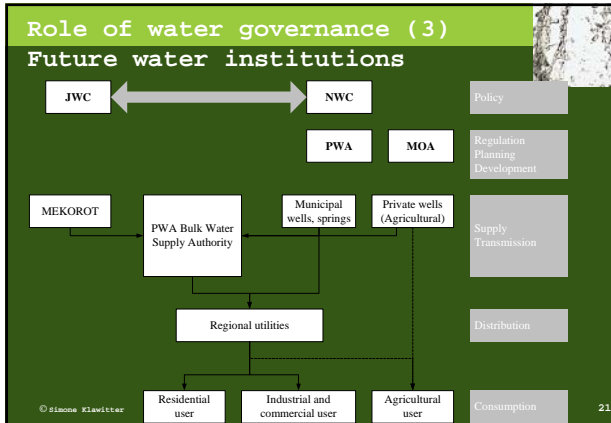 Role of water governance (3)
Future water institutions
JWC
NWC
Policy
PWA
MOA
Regulation
Planning
Development
MEKOROT
PWA Bulk Water
Supply Authority
Municipal
wells, springs
Private wells
(Agricultural)
Supply
Transmission
Regional utilities
Distribution
Residential
user
Industrial and
commercial user
Agricultural
user
Consumption
© Simone Klawitter
21